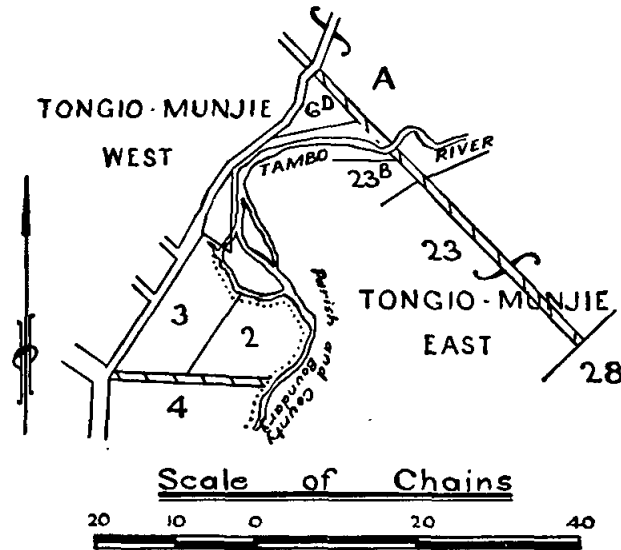 A
6D
TONGIO-MUNJIE
WEST
TAMBO
RIVER
23B
23
TONGIO-MUNJIE
EAST
3
2
Parish and
County
Boundary
4
28
Scale of Chains
20 10 0 20 40